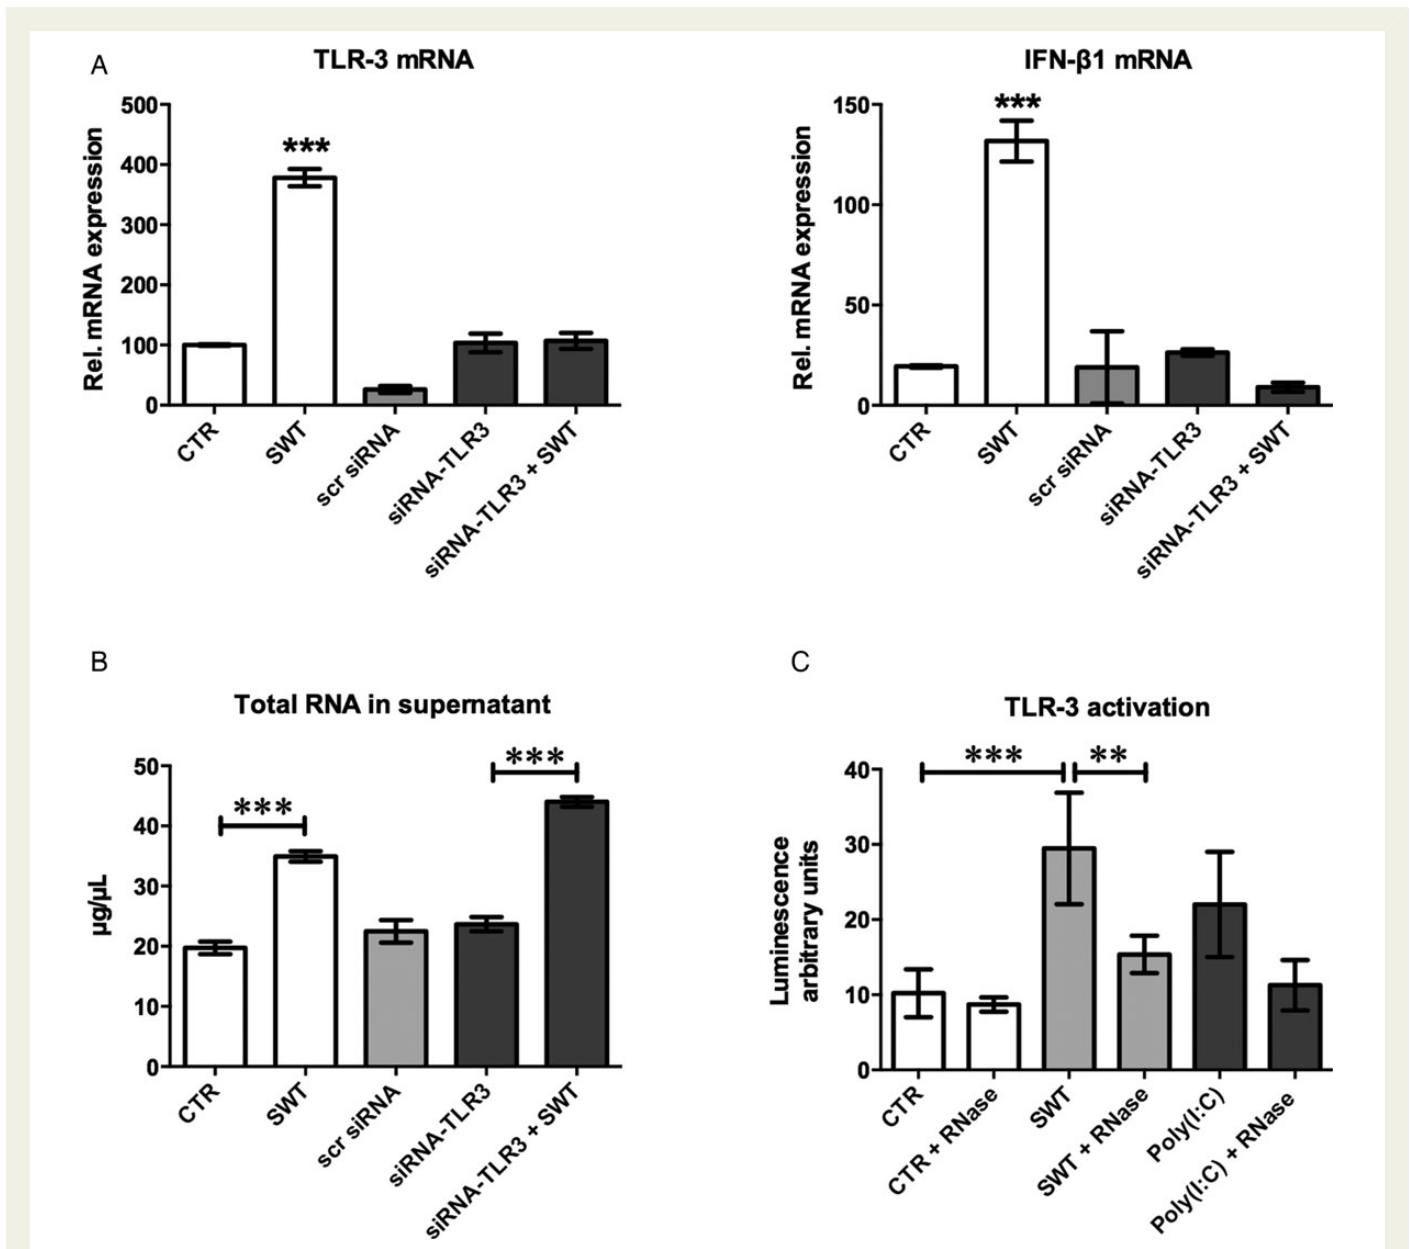 A
TLR-3 mRNA
Rel. mRNA expression
500
400
300
200
100
0
***
CTR
SWT
scr siRNA
siRNA-TLR3
siRNA-TLR3 + SWT
IFN-β1 mRNA
Rel. mRNA expression
150
100
50
0
***
CTR
SWT
scr siRNA
siRNA-TLR3
siRNA-TLR3 + SWT
B
Total RNA in supernatant
µg/µL
50
40
30
20
10
0
***
***
CTR
SWT
scr siRNA
siRNA-TLR3
siRNA-TLR3 + SWT
C
TLR-3 activation
Luminescence
arbitrary units
40
30
20
10
0
***
**
CTR
CTR + RNase
SWT
SWT + RNase
Poly(I:C)
Poly(I:C) + RNase